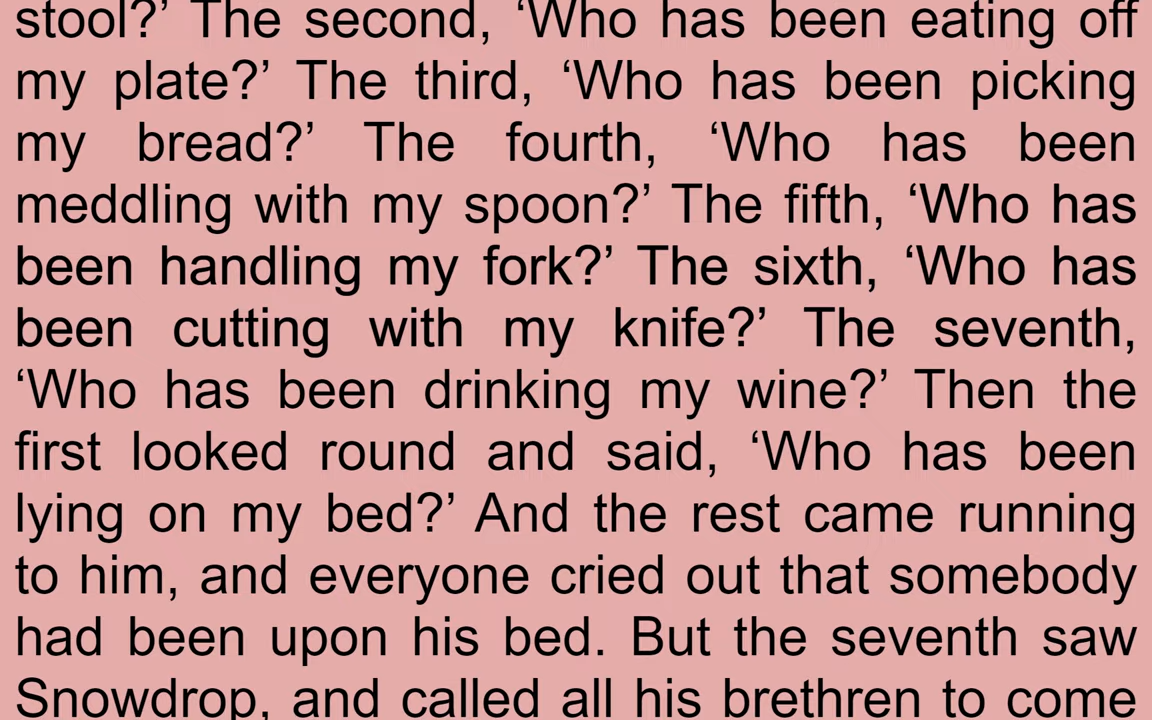 stool?’ The second, ‘Who has been eating off
my plate?’ The third, ‘Who has been picking
my bread?’ The fourth, ‘Who has been
meddling with my spoon?’ The fifth, ‘Who has
been handling my fork?’ The sixth, ‘Who has
been cutting with my knife?’ The seventh,
‘Who has been drinking my wine?’ Then the
first looked round and said, ‘Who has been
lying on my bed?’ And the rest came running
to him, and everyone cried out that somebody
had been upon his bed. But the seventh saw
Snowdrop, and called all his brethren to come